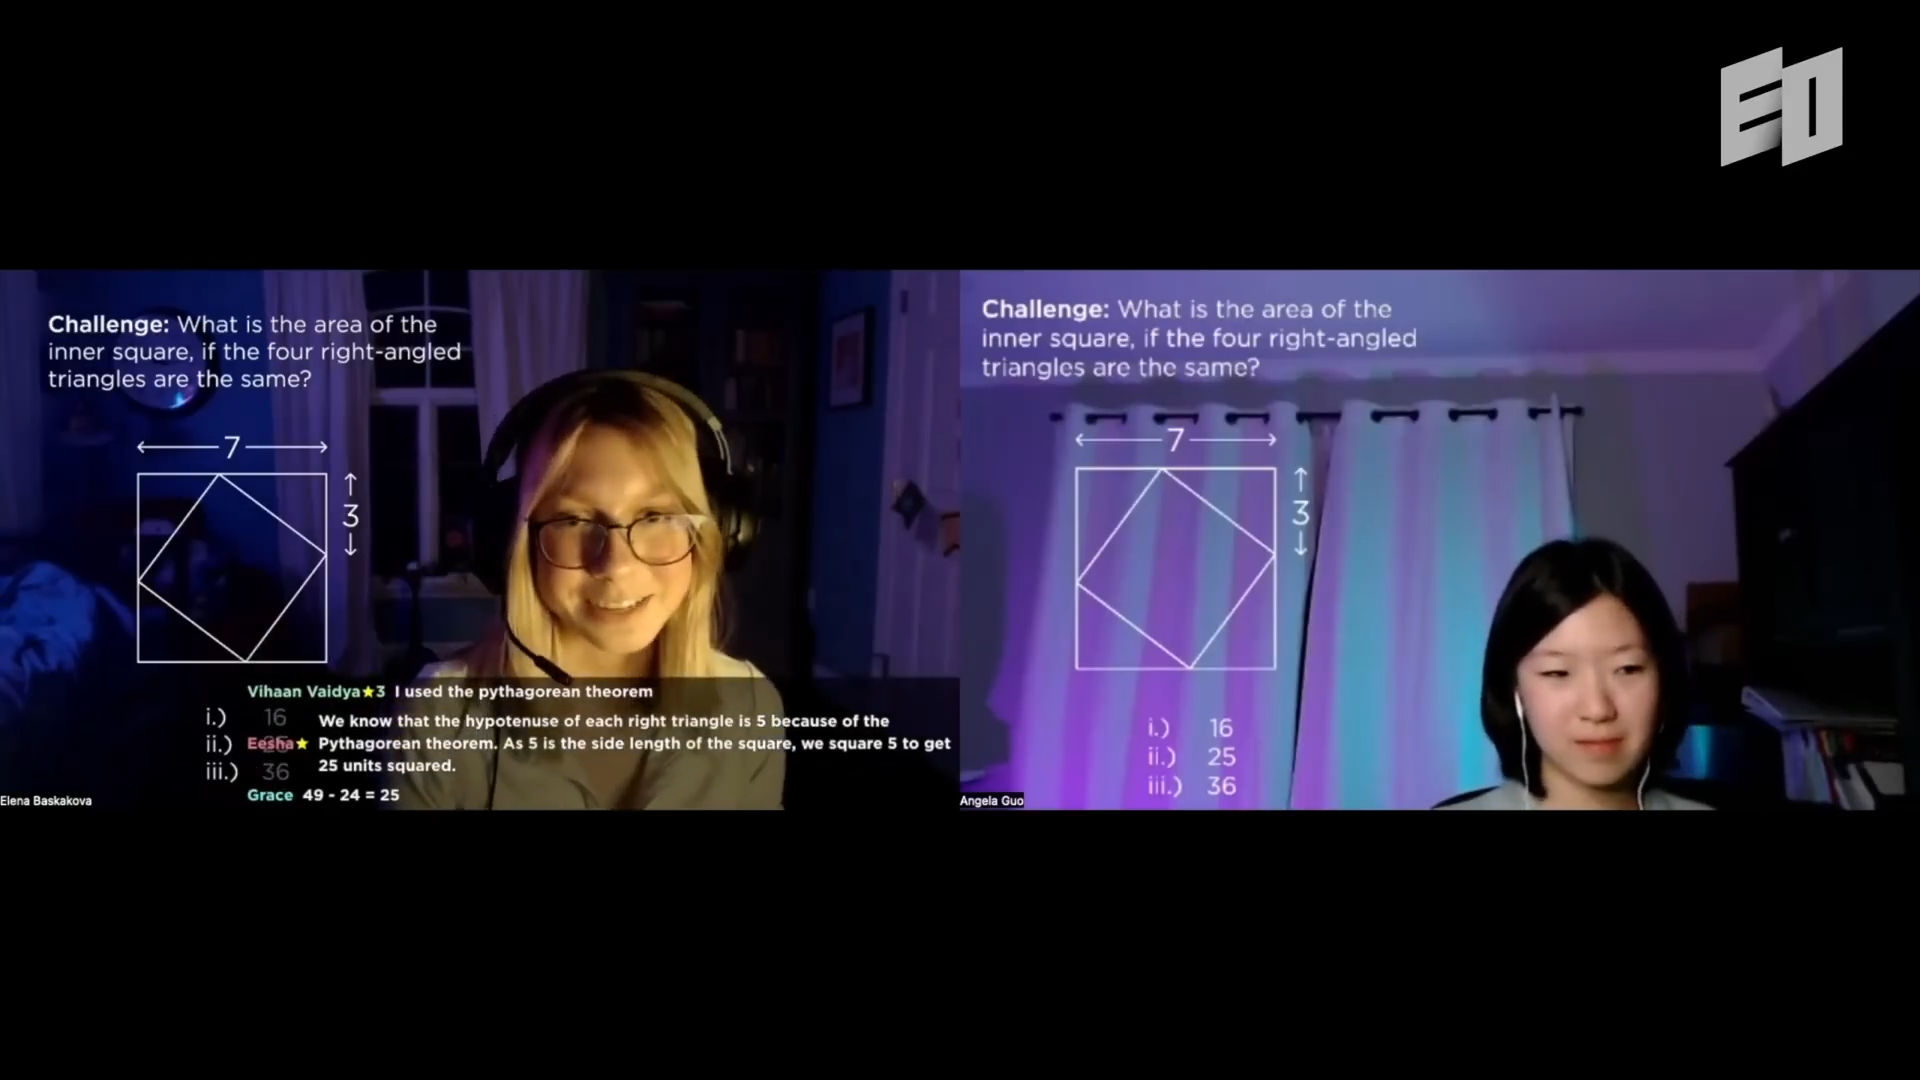 EO
Challenge: What is the area of the
inner square, if the four right-angled
triangles are the same?
7
3
Vihaan Vaidya★3 I used the pythagorean theorem
i.) 16
We know that the hypotenuse of each right triangle is 5 because of the
ii.) 25
Eesha★ Pythagorean theorem. As 5 is the side length of the square, we square 5 to get
iii.) 36
25 units squared.
Grace 49 - 24 = 25
Elena Baskakova
Challenge: What is the area of the
inner square, if the four right-angled
triangles are the same?
7
3
i.) 16
ii.) 25
iii.) 36
Angela Guo